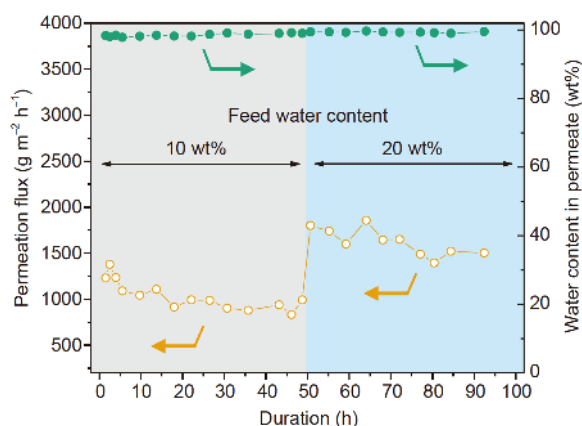 4000
3500
3000
2500
2000
1500
1000
500
Permeation flux (g m⁻² h⁻¹)
100
80
60
40
20
0
Water content in permeate (wt%)
Feed water content
10 wt%
20 wt%
0 10 20 30 40 50 60 70 80 90 100
Duration (h)